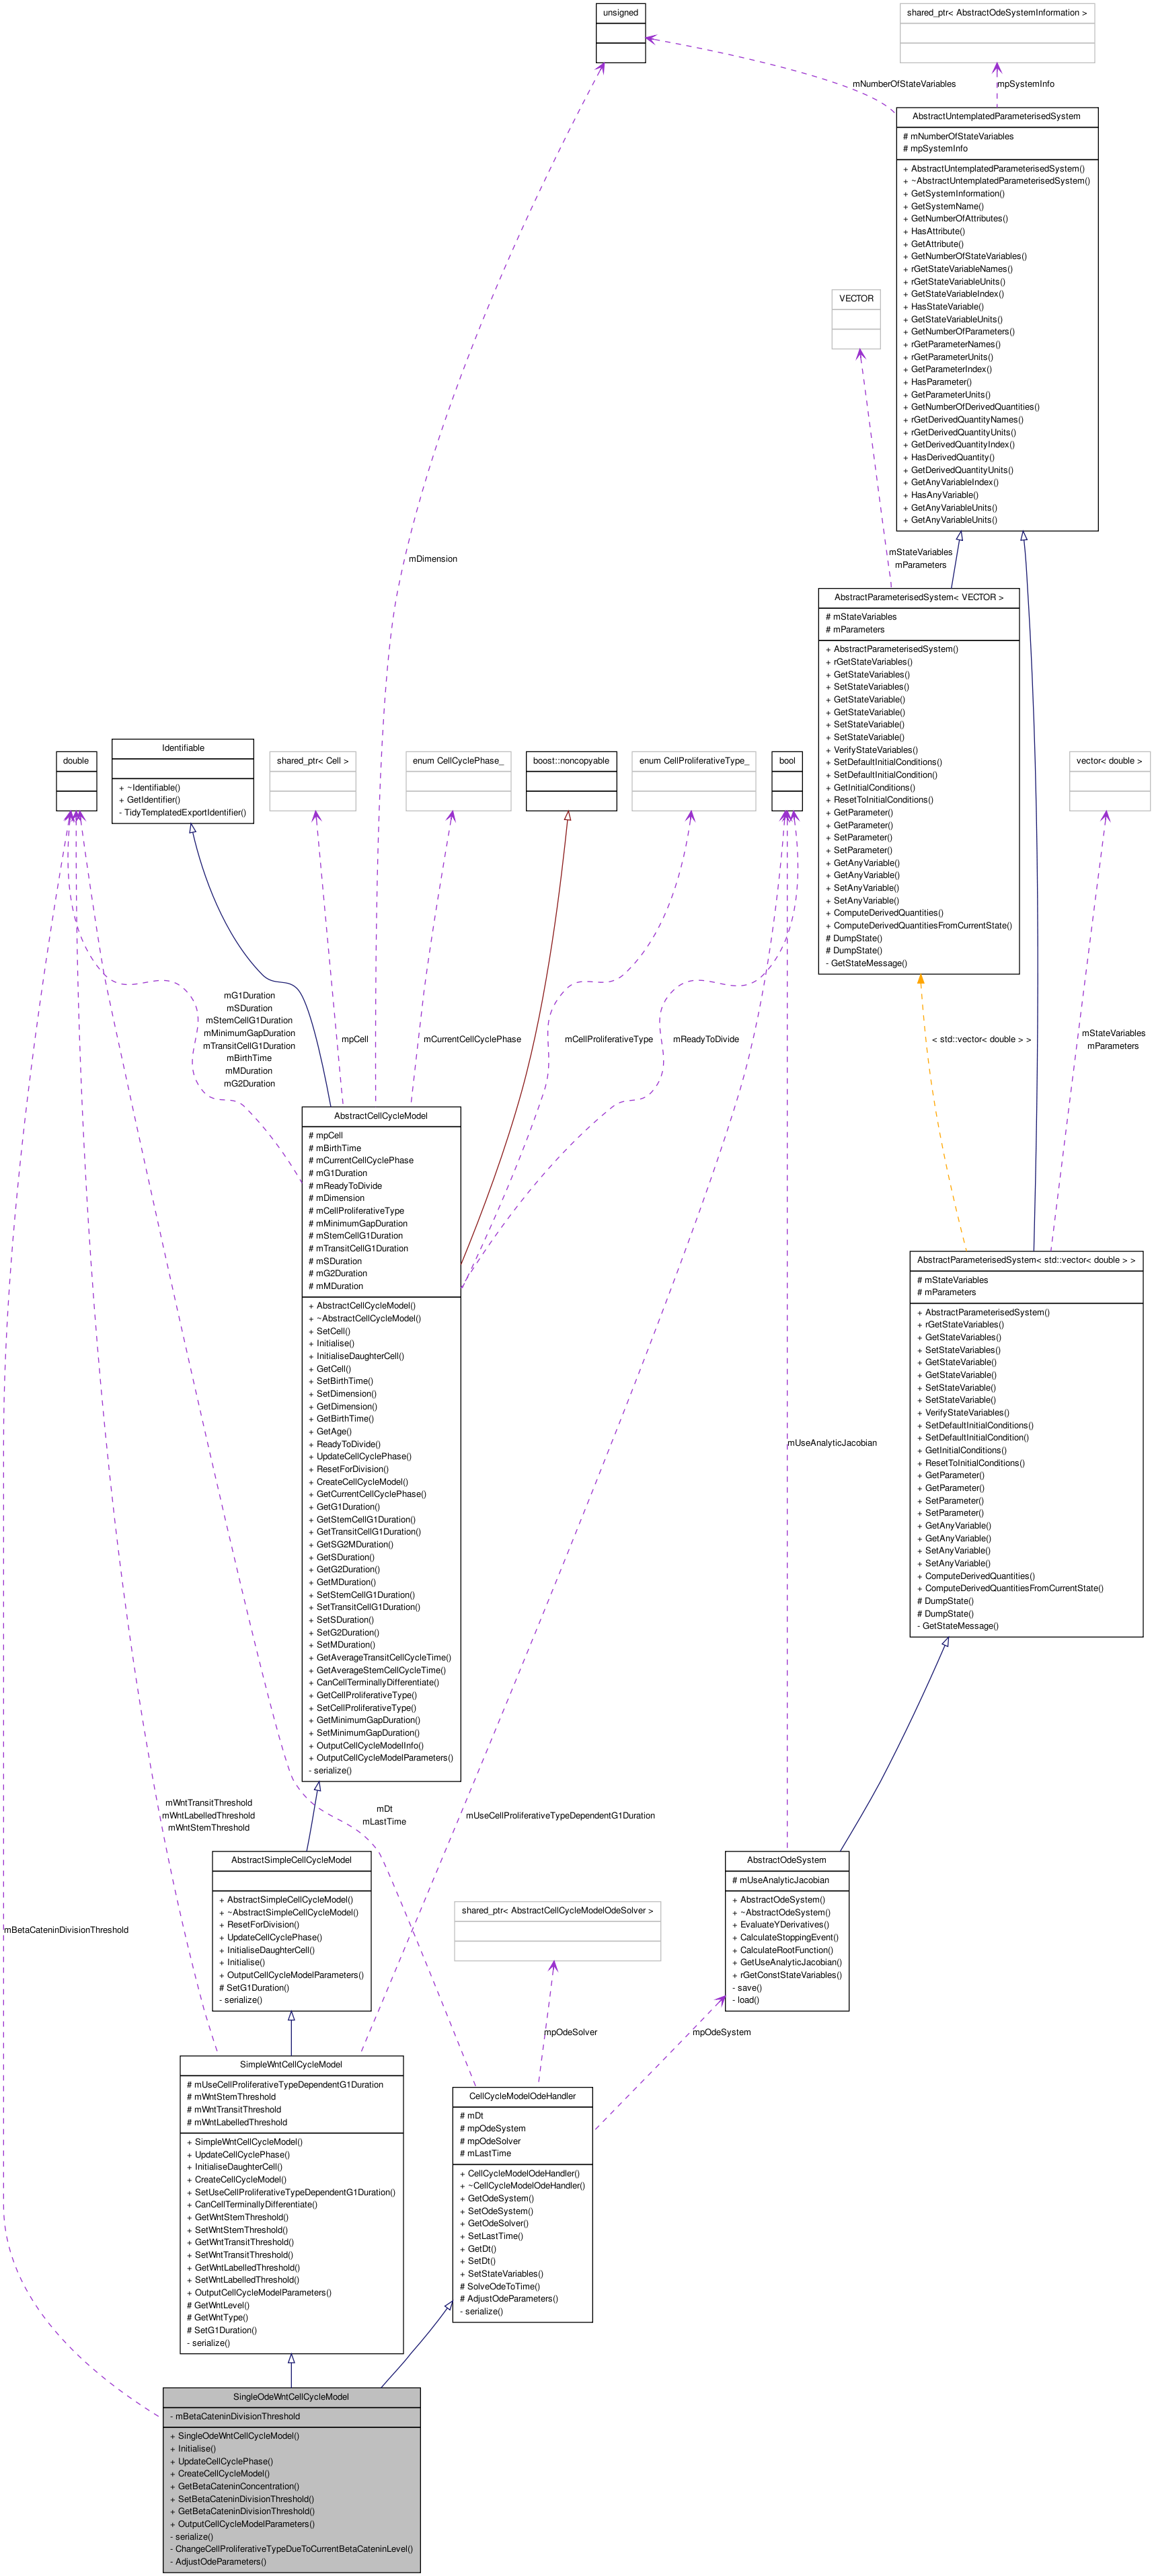 unsigned
shared_ptr< AbstractOdeSystemInformation >
mNumberOfStateVariables
mpSystemInfo
AbstractUntemplatedParameterisedSystem
# mNumberOfStateVariables
# mpSystemInfo
+ AbstractUntemplatedParameterisedSystem()
+ ~AbstractUntemplatedParameterisedSystem()
+ GetSystemInformation()
+ GetSystemName()
+ GetNumberOfAttributes()
+ HasAttribute()
+ GetAttribute()
+ GetNumberOfStateVariables()
+ rGetStateVariableNames()
+ rGetStateVariableUnits()
+ GetStateVariableIndex()
+ HasStateVariable()
+ GetStateVariableUnits()
+ GetNumberOfParameters()
+ rGetParameterNames()
+ rGetParameterUnits()
+ GetParameterIndex()
+ HasParameter()
+ GetParameterUnits()
+ GetNumberOfDerivedQuantities()
+ rGetDerivedQuantityNames()
+ rGetDerivedQuantityUnits()
+ GetDerivedQuantityIndex()
+ HasDerivedQuantity()
+ GetDerivedQuantityUnits()
+ GetAnyVariableIndex()
+ HasAnyVariable()
+ GetAnyVariableUnits()
+ GetAnyVariableUnits()
VECTOR
mDimension
mStateVariables
mParameters
AbstractParameterisedSystem< VECTOR >
# mStateVariables
# mParameters
+ AbstractParameterisedSystem()
+ rGetStateVariables()
+ GetStateVariables()
+ SetStateVariables()
+ GetStateVariable()
+ GetStateVariable()
+ SetStateVariable()
+ SetStateVariable()
+ VerifyStateVariables()
+ SetDefaultInitialConditions()
+ SetDefaultInitialCondition()
+ GetInitialConditions()
+ ResetToInitialConditions()
+ GetParameter()
+ GetParameter()
+ SetParameter()
+ SetParameter()
+ GetAnyVariable()
+ GetAnyVariable()
+ SetAnyVariable()
+ SetAnyVariable()
+ ComputeDerivedQuantities()
+ ComputeDerivedQuantitiesFromCurrentState()
# DumpState()
# DumpState()
- GetStateMessage()
double
Identifiable
+ ~Identifiable()
+ GetIdentifier()
- TidyTemplatedExportIdentifier()
shared_ptr< Cell >
enum CellCyclePhase_
boost::noncopyable
enum CellProliferativeType_
bool
vector< double >
mG1Duration
mSDuration
mStemCellG1Duration
mMinimumGapDuration
mTransitCellG1Duration
mBirthTime
mMDuration
mG2Duration
mpCell
mCurrentCellCyclePhase
mCellProliferativeType
mReadyToDivide
< std::vector< double > >
mStateVariables
mParameters
AbstractCellCycleModel
# mpCell
# mBirthTime
# mCurrentCellCyclePhase
# mG1Duration
# mReadyToDivide
# mDimension
# mCellProliferativeType
# mMinimumGapDuration
# mStemCellG1Duration
# mTransitCellG1Duration
# mSDuration
# mG2Duration
# mMDuration
+ AbstractCellCycleModel()
+ ~AbstractCellCycleModel()
+ SetCell()
+ Initialise()
+ InitialiseDaughterCell()
+ GetCell()
+ SetBirthTime()
+ SetDimension()
+ GetDimension()
+ GetBirthTime()
+ GetAge()
+ ReadyToDivide()
+ UpdateCellCyclePhase()
+ ResetForDivision()
+ CreateCellCycleModel()
+ GetCurrentCellCyclePhase()
+ GetG1Duration()
+ GetStemCellG1Duration()
+ GetTransitCellG1Duration()
+ GetSG2MDuration()
+ GetSDuration()
+ GetG2Duration()
+ GetMDuration()
+ SetStemCellG1Duration()
+ SetTransitCellG1Duration()
+ SetSDuration()
+ SetG2Duration()
+ SetMDuration()
+ GetAverageTransitCellCycleTime()
+ GetAverageStemCellCycleTime()
+ CanCellTerminallyDifferentiate()
+ GetCellProliferativeType()
+ SetCellProliferativeType()
+ GetMinimumGapDuration()
+ SetMinimumGapDuration()
+ OutputCellCycleModelInfo()
+ OutputCellCycleModelParameters()
- serialize()
AbstractParameterisedSystem< std::vector< double > >
# mStateVariables
# mParameters
+ AbstractParameterisedSystem()
+ rGetStateVariables()
+ GetStateVariables()
+ SetStateVariables()
+ GetStateVariable()
+ GetStateVariable()
+ SetStateVariable()
+ SetStateVariable()
+ VerifyStateVariables()
+ SetDefaultInitialConditions()
+ SetDefaultInitialCondition()
+ GetInitialConditions()
+ ResetToInitialConditions()
+ GetParameter()
+ GetParameter()
+ SetParameter()
+ SetParameter()
+ GetAnyVariable()
+ GetAnyVariable()
+ SetAnyVariable()
+ SetAnyVariable()
+ ComputeDerivedQuantities()
+ ComputeDerivedQuantitiesFromCurrentState()
# DumpState()
# DumpState()
- GetStateMessage()
mUseAnalyticJacobian
mWntTransitThreshold
mWntLabelledThreshold
mWntStemThreshold
mDt
mLastTime
mUseCellProliferativeTypeDependentG1Duration
mBetaCateninDivisionThreshold
AbstractSimpleCellCycleModel
+ AbstractSimpleCellCycleModel()
+ ~AbstractSimpleCellCycleModel()
+ ResetForDivision()
+ UpdateCellCyclePhase()
+ InitialiseDaughterCell()
+ Initialise()
+ OutputCellCycleModelParameters()
# SetG1Duration()
- serialize()
shared_ptr< AbstractCellCycleModelOdeSolver >
AbstractOdeSystem
# mUseAnalyticJacobian
+ AbstractOdeSystem()
+ ~AbstractOdeSystem()
+ EvaluateYDerivatives()
+ CalculateStoppingEvent()
+ CalculateRootFunction()
+ GetUseAnalyticJacobian()
+ rGetConstStateVariables()
- save()
- load()
mpOdeSolver
mpOdeSystem
SimpleWntCellCycleModel
# mUseCellProliferativeTypeDependentG1Duration
# mWntStemThreshold
# mWntTransitThreshold
# mWntLabelledThreshold
+ SimpleWntCellCycleModel()
+ UpdateCellCyclePhase()
+ InitialiseDaughterCell()
+ CreateCellCycleModel()
+ SetUseCellProliferativeTypeDependentG1Duration()
+ CanCellTerminallyDifferentiate()
+ GetWntStemThreshold()
+ SetWntStemThreshold()
+ GetWntTransitThreshold()
+ SetWntTransitThreshold()
+ GetWntLabelledThreshold()
+ SetWntLabelledThreshold()
+ OutputCellCycleModelParameters()
# GetWntLevel()
# GetWntType()
# SetG1Duration()
- serialize()
CellCycleModelOdeHandler
# mDt
# mpOdeSystem
# mpOdeSolver
# mLastTime
+ CellCycleModelOdeHandler()
+ ~CellCycleModelOdeHandler()
+ GetOdeSystem()
+ SetOdeSystem()
+ GetOdeSolver()
+ SetLastTime()
+ GetDt()
+ SetDt()
+ SetStateVariables()
# SolveOdeToTime()
# AdjustOdeParameters()
- serialize()
SingleOdeWntCellCycleModel
- mBetaCateninDivisionThreshold
+ SingleOdeWntCellCycleModel()
+ Initialise()
+ UpdateCellCyclePhase()
+ CreateCellCycleModel()
+ GetBetaCateninConcentration()
+ SetBetaCateninDivisionThreshold()
+ GetBetaCateninDivisionThreshold()
+ OutputCellCycleModelParameters()
- serialize()
- ChangeCellProliferativeTypeDueToCurrentBetaCateninLevel()
- AdjustOdeParameters()